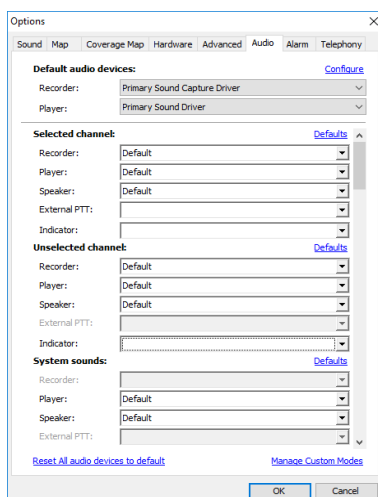 Options
Sound Map Coverage Map Hardware Advanced Audio Alarm Telephony
Default audio devices: Configure
Recorder: Primary Sound Capture Driver
Player: Primary Sound Driver
Selected channel: Defaults
Recorder: Default
Player: Default
Speaker: Default
External PTT:
Indicator:
Unselected channel: Defaults
Recorder: Default
Player: Default
Speaker: Default
External PTT:
Indicator:
System sounds: Defaults
Recorder:
Player: Default
Speaker: Default
External PTT:
Reset All audio devices to default Manage Custom Modes
OK Cancel